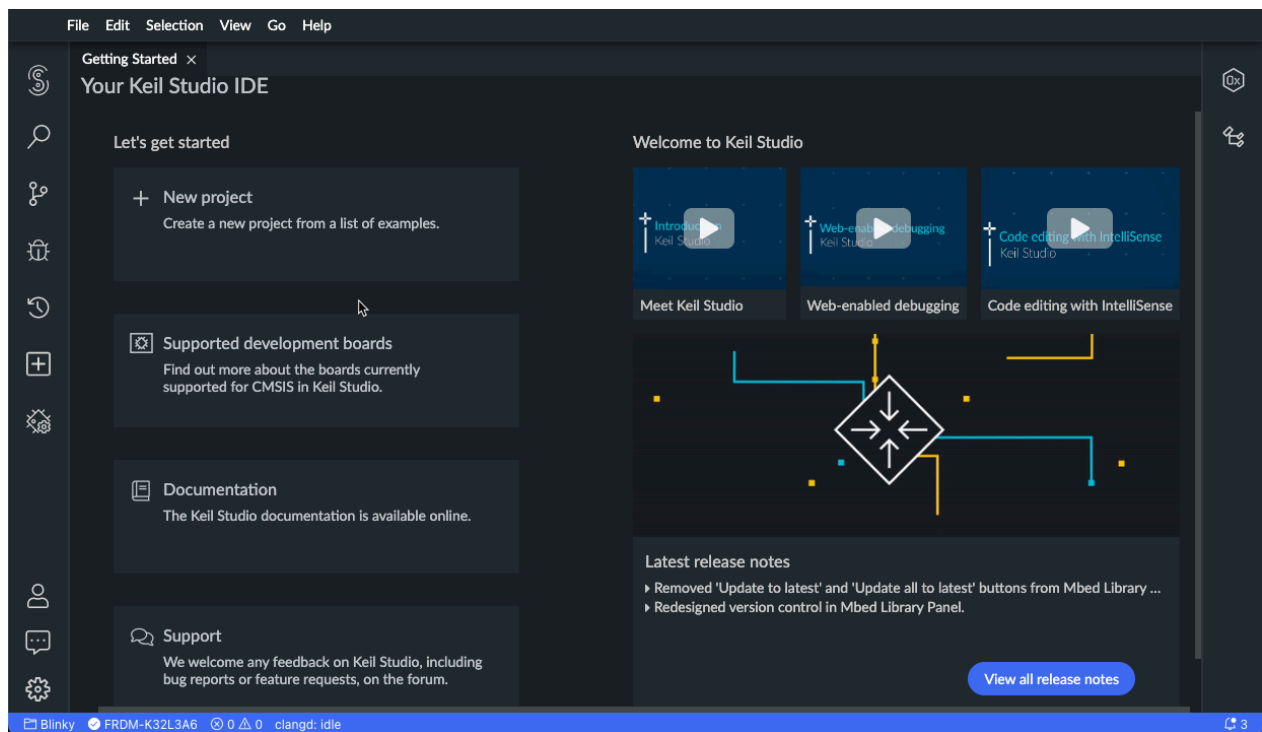 File Edit Selection View Go Help
Getting Started ×
Your Keil Studio IDE
Let's get started
New project
Create a new project from a list of examples.
Supported development boards
Find out more about the boards currently
supported for CMSIS in Keil Studio.
Documentation
The Keil Studio documentation is available online.
Support
We welcome any feedback on Keil Studio, including
bug reports or feature requests, on the forum.
Welcome to Keil Studio
Keil Studio
Meet Keil Studio
debugging
Keil Studio
Web-enabled debugging
Code editing with IntelliSense
Keil Studio
Code editing with IntelliSense
Latest release notes
Removed 'Update to latest' and 'Update all to latest' buttons from Mbed Library ...
Redesigned version control in Mbed Library Panel.
View all release notes
0x
Blinky FRDM-K32L3A6 0 0 clangd: idle 3